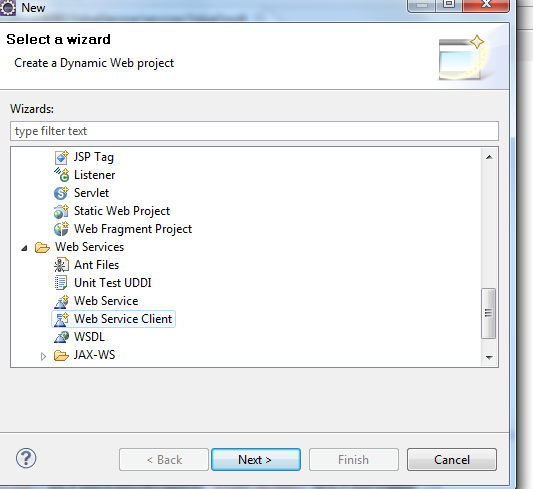 New
Select a wizard
Create a Dynamic Web project
Wizards:
type filter text
JSP Tag
Listener
Servlet
Static Web Project
Web Fragment Project
Web Services
Ant Files
Unit Test UDDI
Web Service
Web Service Client
WSDL
JAX-WS
< Back
Next >
Finish
Cancel